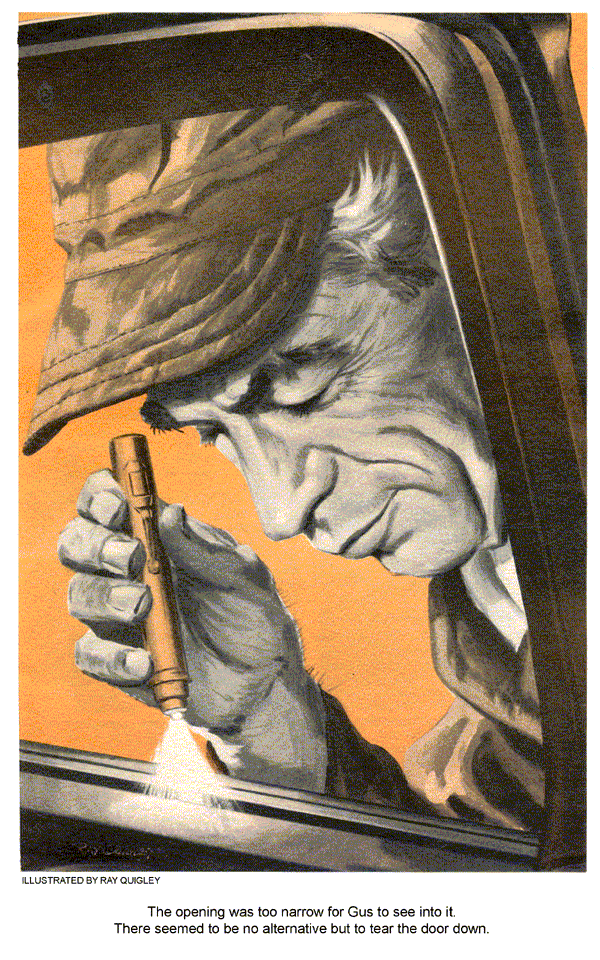 ILLUSTRATED BY RAY QUIGLEY
The opening was too narrow for Gus to see into it.
There seemed to be no alternative but to tear the door down.